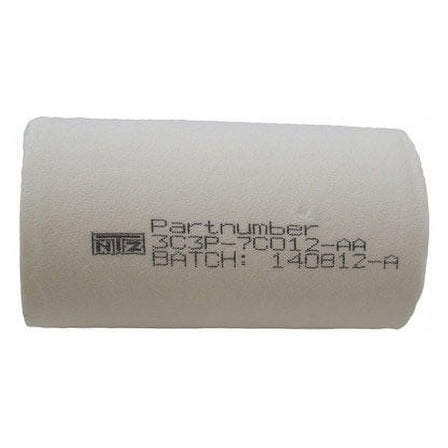 NTZ
Partnumber
3C3P-7C012-AA
BATCH: 140812-A